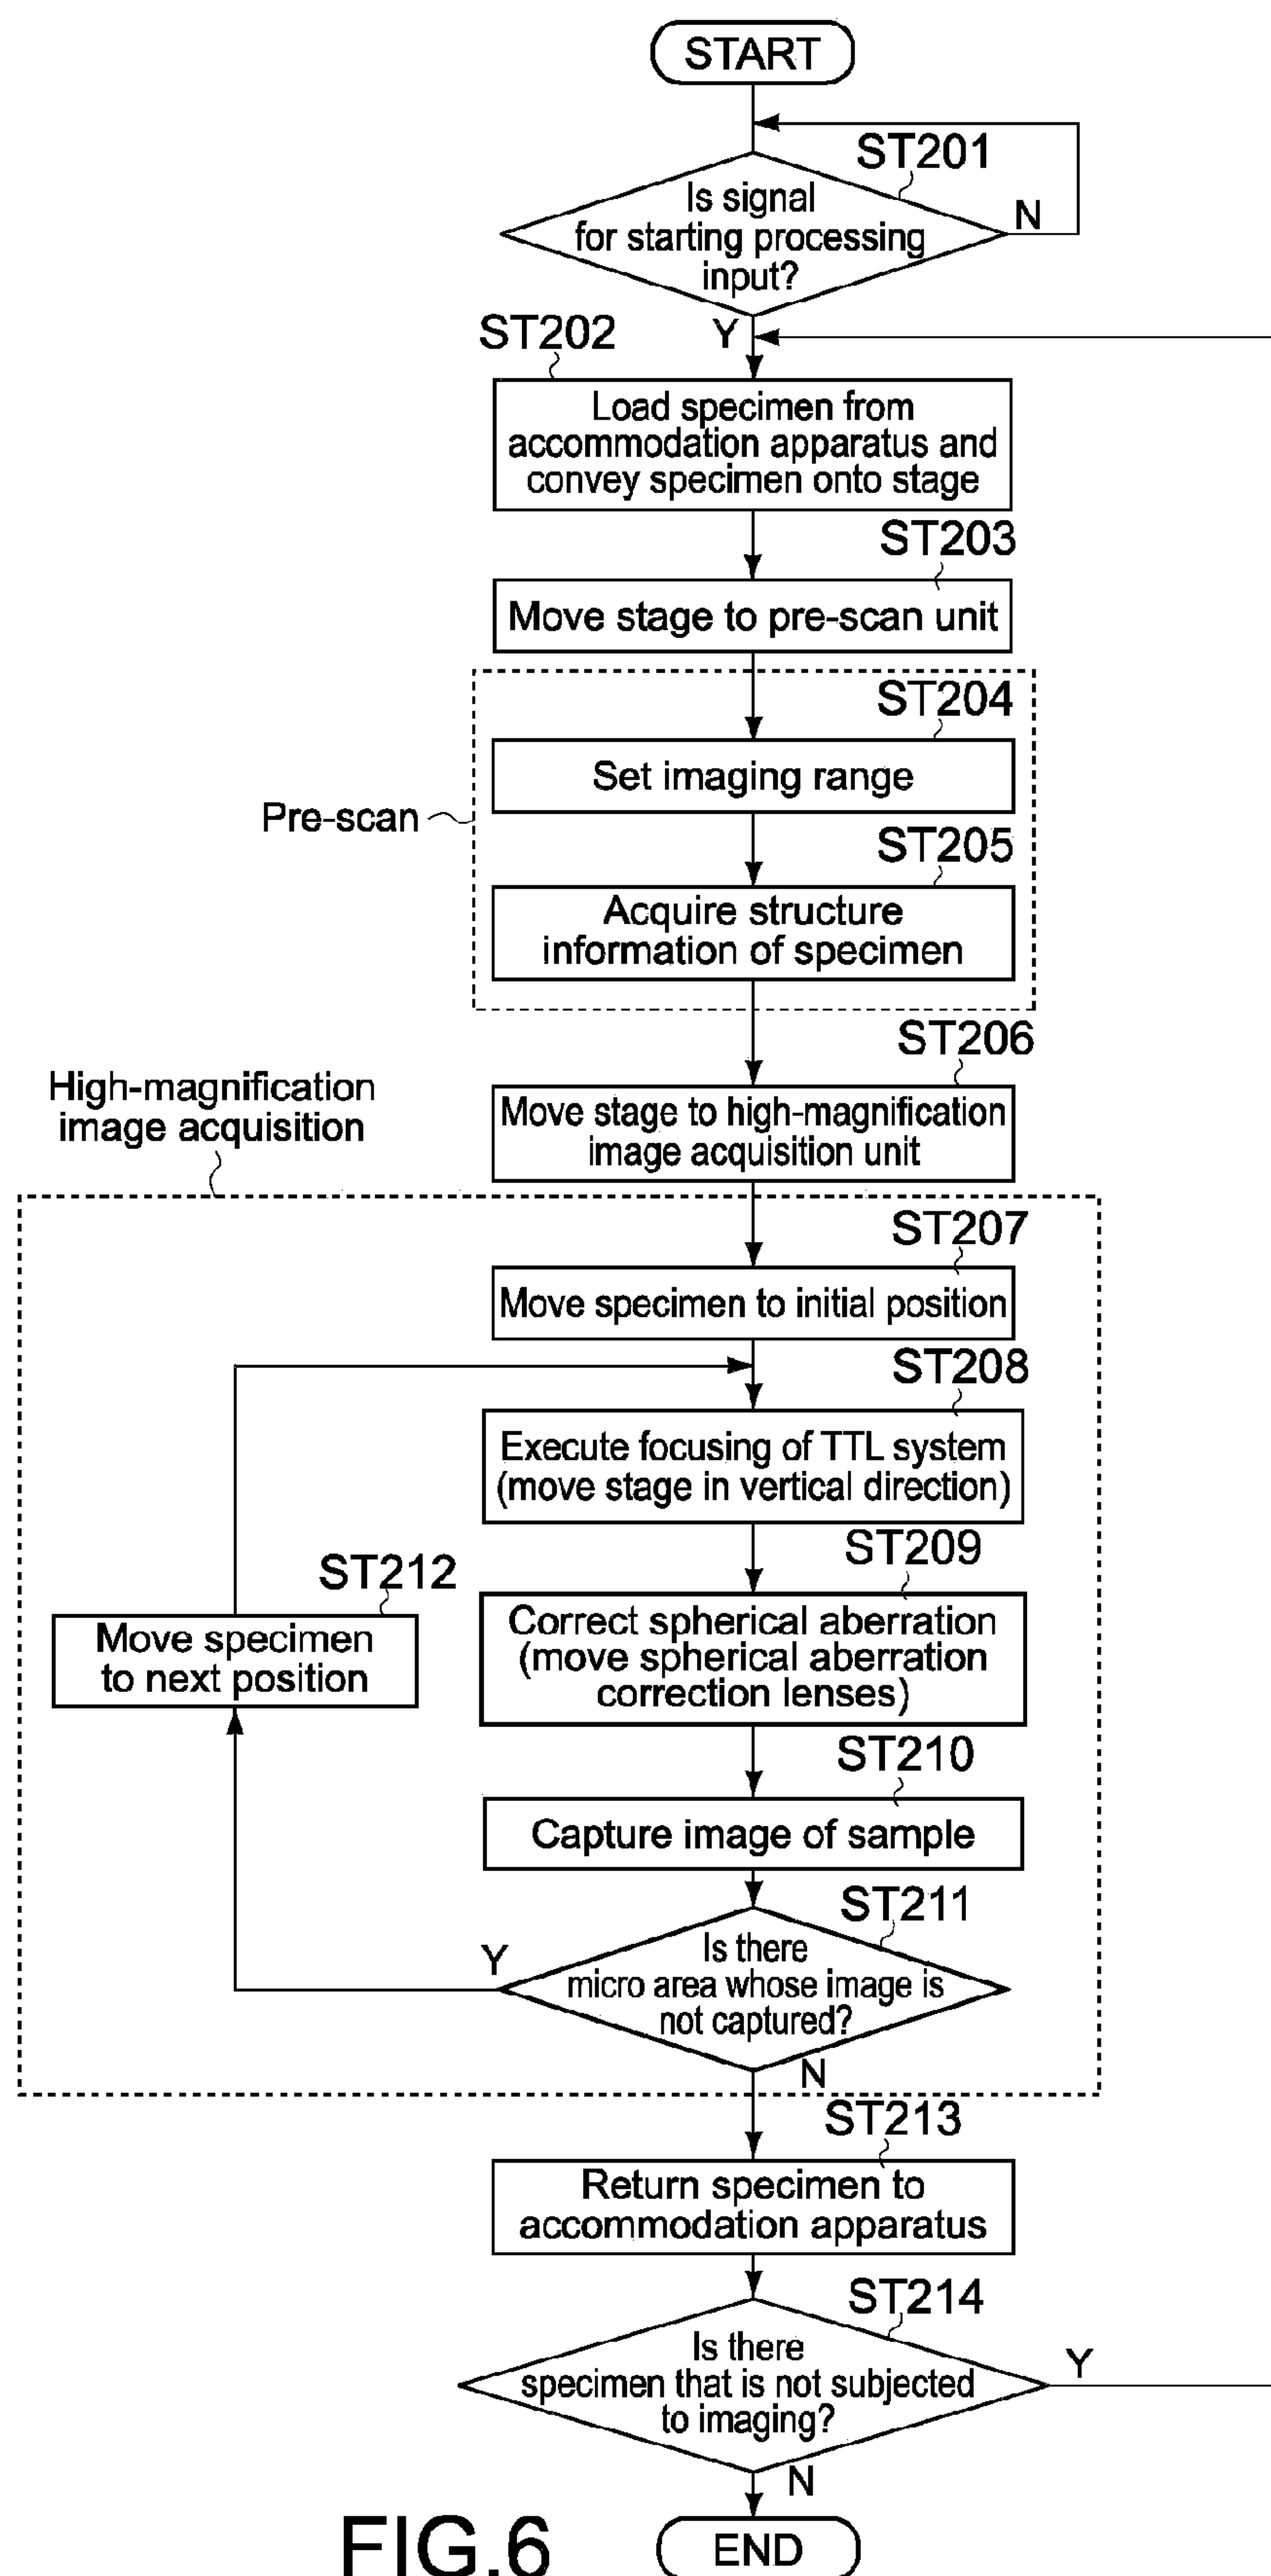 START
ST201
Is signal
for starting processing
input?
N
Y
ST202
Load specimen from
accommodation apparatus and
convey specimen onto stage
ST203
Move stage to pre-scan unit
ST204
Set imaging range
Pre-scan
ST205
Acquire structure
information of specimen
ST206
Move stage to high-magnification
image acquisition unit
High-magnification
image acquisition
ST207
Move specimen to initial position
ST208
Execute focusing of TTL system
(move stage in vertical direction)
ST209
Correct spherical aberration
(move spherical aberration
correction lenses)
ST212
Move specimen
to next position
ST210
Capture image of sample
ST211
Is there
micro area whose image is
not captured?
Y
N
ST213
Return specimen to
accommodation apparatus
ST214
Is there
specimen that is not subjected
to imaging?
Y
N
END
FIG.6